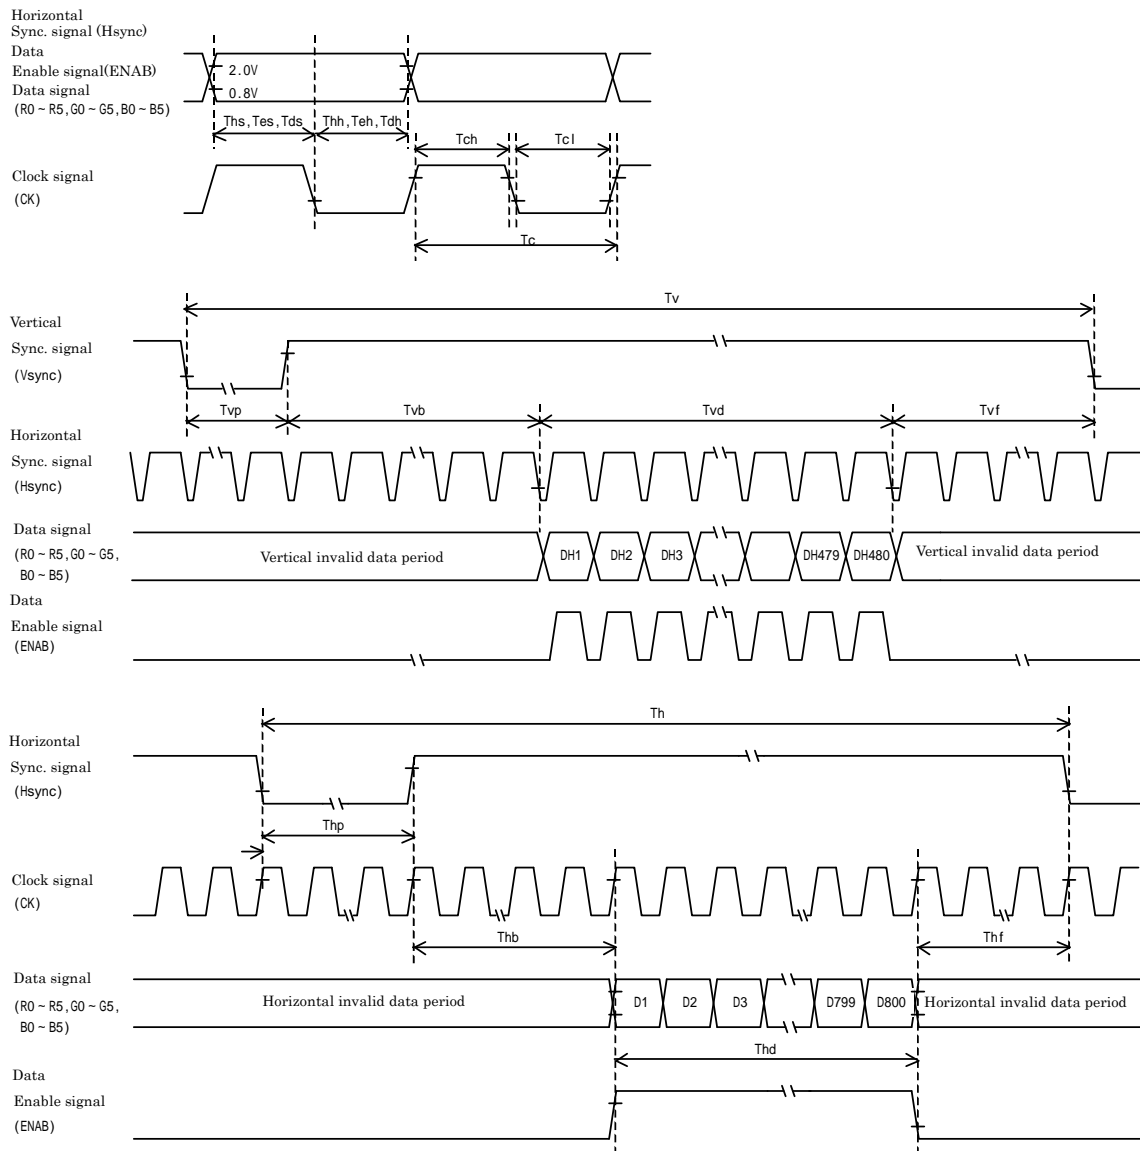 Horizontal
Sync. signal (Hsync)
Data
Enable signal(ENAB)
Data signal
(R0～R5,G0～G5,B0～B5)
2.0V
0.8V
Ths,Tes,Tds
Thh,Teh,Tdh
Tch
Tcl
Clock signal
(CK)
Tc
Tv
Vertical
Sync. signal
(Vsync)
Tvp
Tvb
Tvd
Tvf
Horizontal
Sync. signal
(Hsync)
Data signal
(R0～R5,G0～G5,
B0～B5)
Vertical invalid data period
DH1
DH2
DH3
DH479
DH480
Vertical invalid data period
Data
Enable signal
(ENAB)
Th
Horizontal
Sync. signal
(Hsync)
Thp
Clock signal
(CK)
Thb
Thf
Data signal
(R0～R5,G0～G5,
B0～B5)
Horizontal invalid data period
D1
D2
D3
D799
D800
Horizontal invalid data period
Thd
Data
Enable signal
(ENAB)